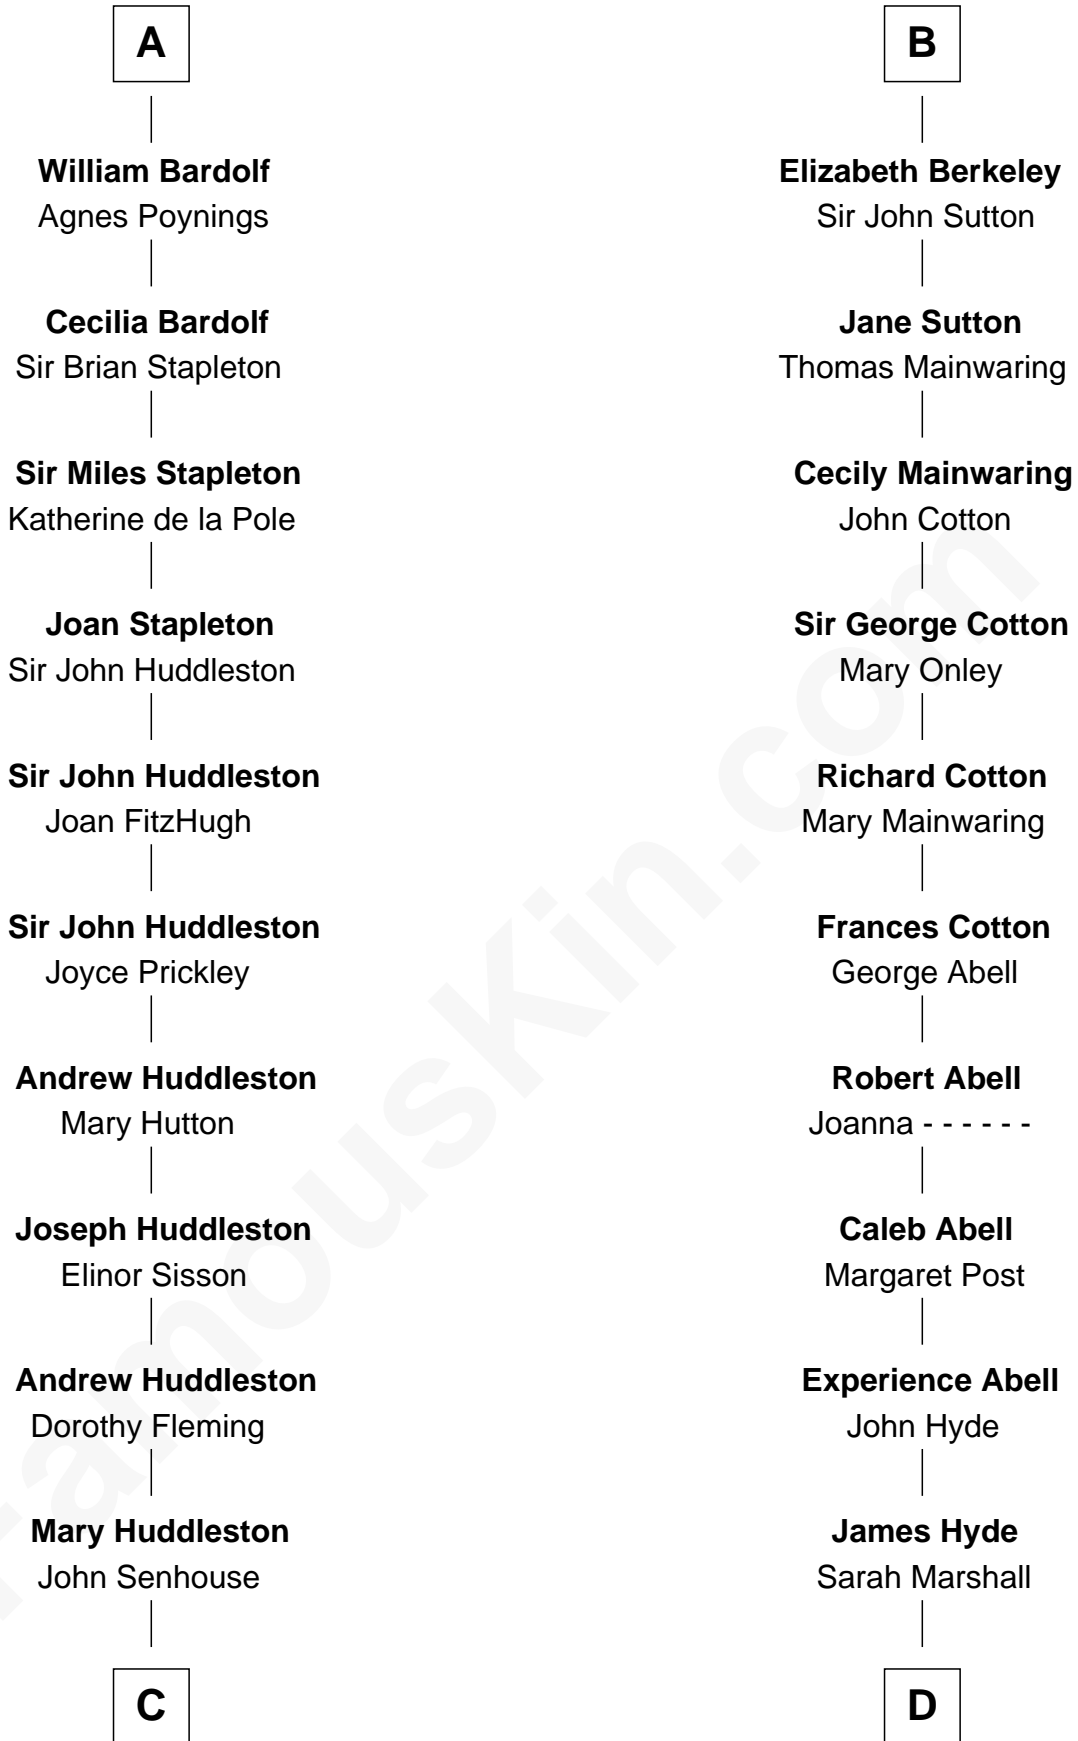 A
William Bardolf
Agnes Poynings
Cecilia Bardolf
Sir Brian Stapleton
Sir Miles Stapleton
Katherine de la Pole
Joan Stapleton
Sir John Huddleston
Sir John Huddleston
Joan FitzHugh
Sir John Huddleston
Joyce Prickley
Andrew Huddleston
Mary Hutton
Joseph Huddleston
Elinor Sisson
Andrew Huddleston
Dorothy Fleming
Mary Huddleston
John Senhouse
C
B
Elizabeth Berkeley
Sir John Sutton
Jane Sutton
Thomas Mainwaring
Cecily Mainwaring
John Cotton
Sir George Cotton
Mary Onley
Richard Cotton
Mary Mainwaring
Frances Cotton
George Abell
Robert Abell
Joanna - - - - - -
Caleb Abell
Margaret Post
Experience Abell
John Hyde
James Hyde
Sarah Marshall
D
FamousKin.com